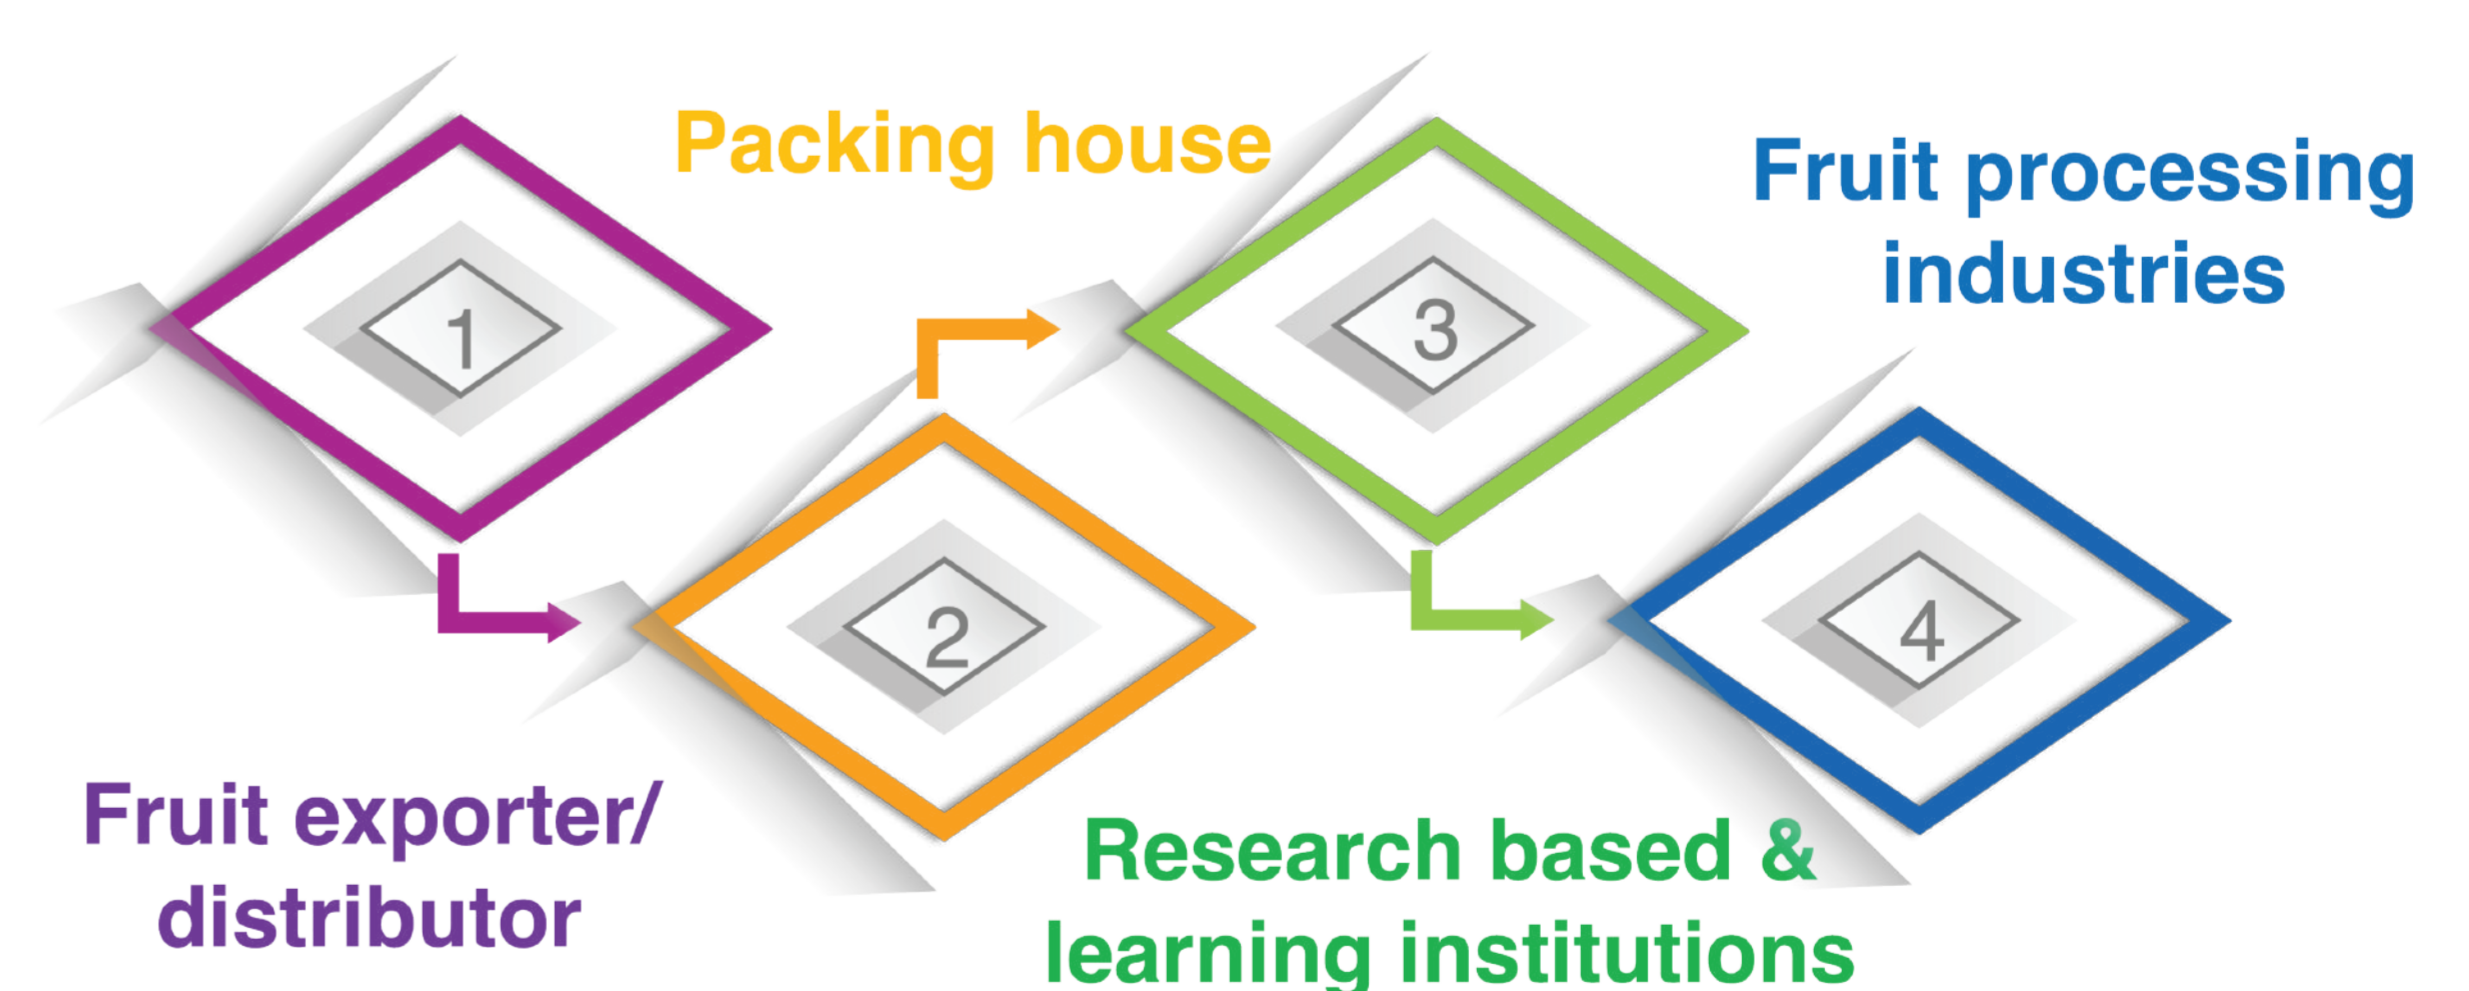 1
Fruit exporter/
distributor
2
Packing house
3
Research based &
learning institutions
4
Fruit processing
industries